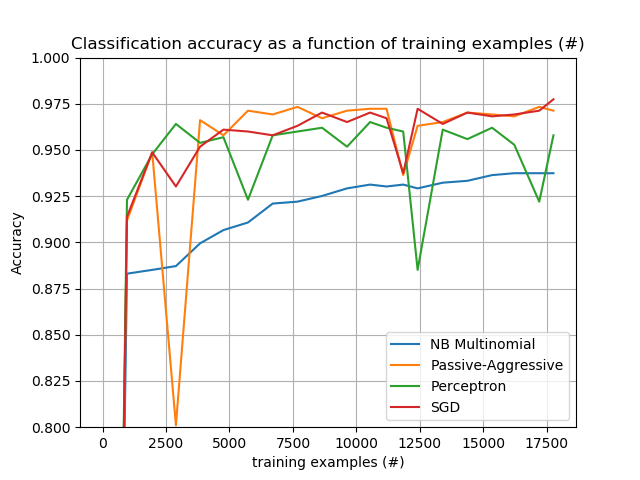 Classification accuracy as a function of training examples (#)
1.000
0.975
0.950
0.925
0.900
0.875
0.850
0.825
0.800
Accuracy
NB Multinomial
Passive-Aggressive
Perceptron
SGD
0 2500 5000 7500 10000 12500 15000 17500
training examples (#)